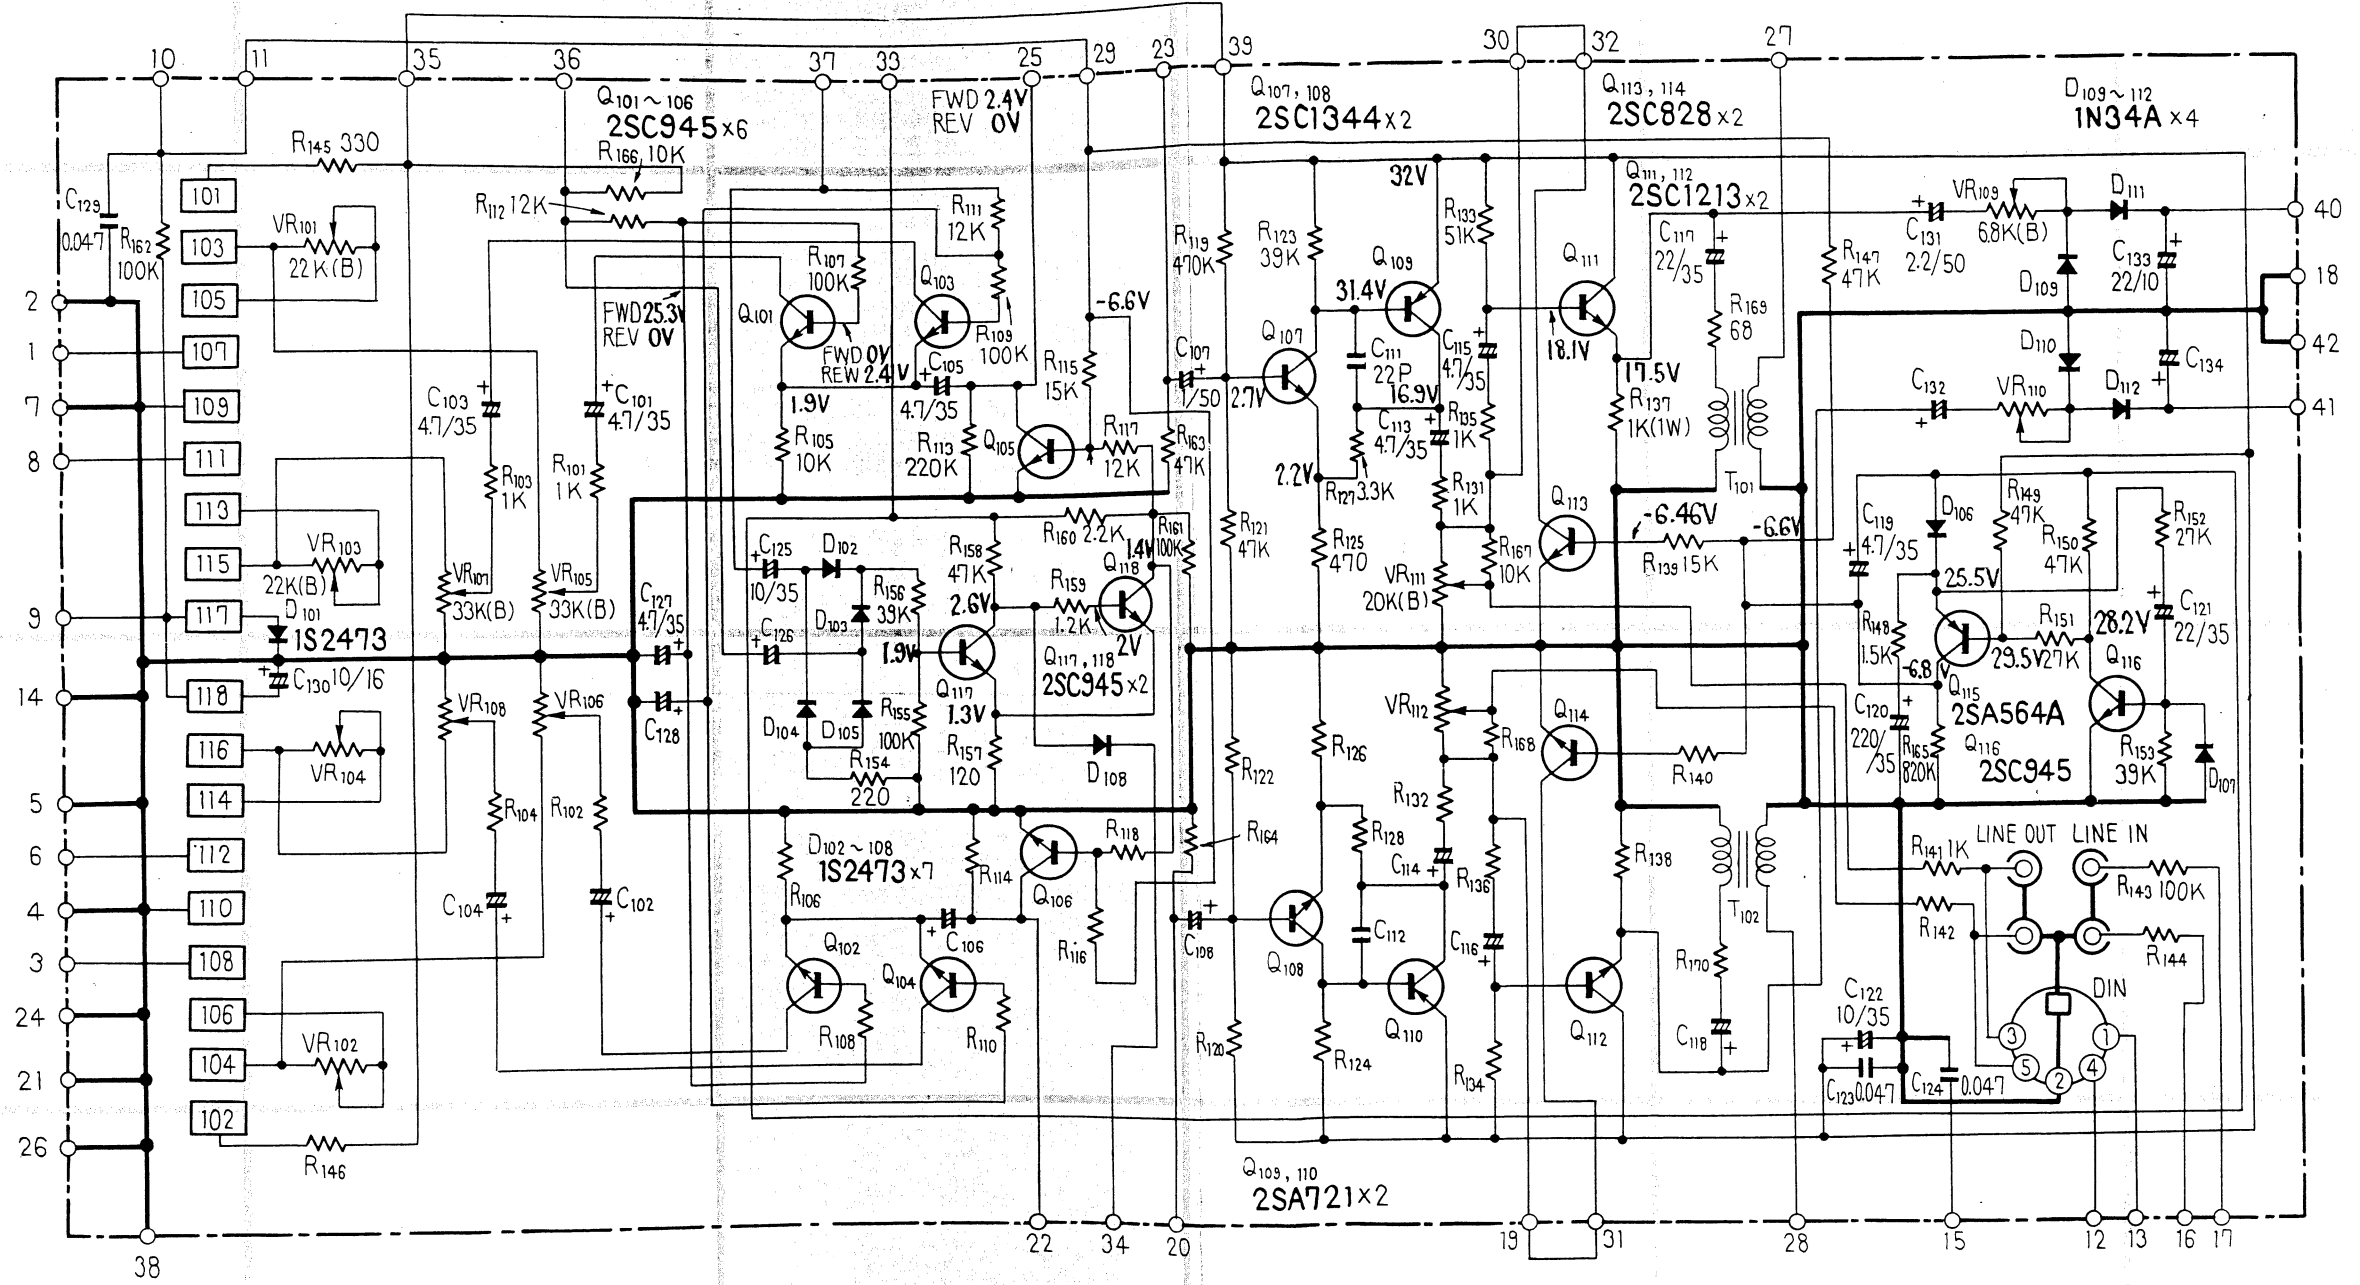 10 11 35 36 37 33 25 29 23 39 30 32 27
Q101~106
2SC945×6
FWD 2.4V
REV 0V
Q107, 108
2SC1344×2
Q113, 114
2SC828×2
D109~112
1N34A ×4
R145 330
R166 10K
R112 12K
Q111, 112
2SC1213×2
32V
C129
0.047
R162
100K
101
103
105
107
109
111
113
115
117
118
116
114
112
110
108
106
104
102
VR101
22K(B)
R111
12K
R107
100K
Q103
Q101
R109
100K
FWD 25.3V
REV 0V
FWD 0V
REW 2.4V
-6.6V
R119
470K
R123
39K
Q109
R133
51K
Q111
C117
22/35
R169
68
VR109
6.8K(B)
D111
40
C131
2.2/50
R147
47K
D109
C133
22/10
18
2
1
7
8
9
14
5
6
4
3
24
21
26
38
31.4V
18.1V
17.5V
Q107
C107
1/50
2.7V
C111
22P
16.9V
C115
4.7/35
D110
42
C132
VR110
D112
C134
41
C103
4.7/35
C101
4.7/35
C105
4.7/35
1.9V
R115
15K
R105
10K
R113
220K
Q105
R117
12K
R163
47K
C113
4.7/35
R135
1K
R137
1K(1W)
R103
1K
R101
1K
2.2V
R127 3.3K
R131
1K
T101
VR103
22K(B)
D101
1S2473
C130 10/16
VR107
33K(B)
VR105
33K(B)
C125
10/35
D102
R156
39K
D103
C126
C127
4.7/35
R158
47K
R160 2.2K
1.4V
R161
100K
R159
1.2K
Q118
2.6V
1.9V
2V
Q117, 118
2SC945×2
Q117
1.3V
R121
47K
R125
470
VR111
20K(B)
R167
10K
Q113
-6.46V
R139 15K
-6.6V
C119
4.7/35
D106
R149
47K
R150
47K
R152
27K
25.5V
R148
1.5K
R151
27K
28.2V
C121
22/35
29.5V
-6.8V
Q115
2SA564A
Q116
Q116
2SC945
C120
220/35
R165
820K
R153
39K
D107
VR104
VR108
VR106
C128
D104
D105
R155
100K
R157
120
R154
220
D108
R122
R126
VR112
R168
Q114
R140
R104
R102
D102~108
1S2473×7
R106
R114
R118
Q106
R164
R128
R132
C114
R136
R138
T102
LINE OUT LINE IN
R141 1K
R143 100K
R142
R144
C104
C102
C106
Q102
Q104
R116
C108
Q108
C112
C116
R170
C118
Q110
Q112
DIN
3
1
5
4
2
VR102
R108
R110
R120
R124
R134
C122
10/35
C123 0.047
C124 0.047
R146
Q109, 110
2SA721×2
22 34 20 19 31 28 15 12 13 16 17